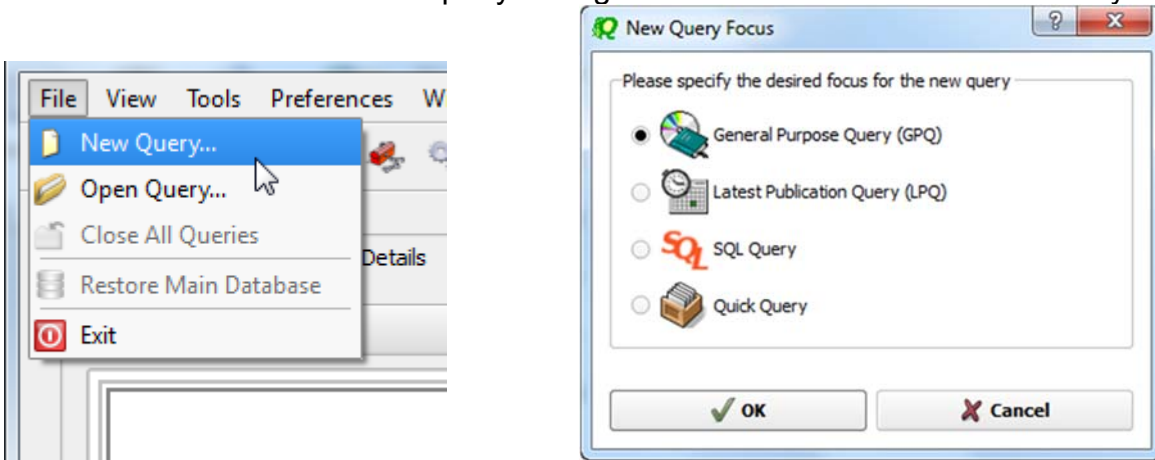 File View Tools Preferences W
New Query...
Open Query...
Close All Queries
Details
Restore Main Database
Exit
New Query Focus
Please specify the desired focus for the new query
General Purpose Query (GPQ)
Latest Publication Query (LPQ)
SQL SQL Query
Quick Query
OK Cancel